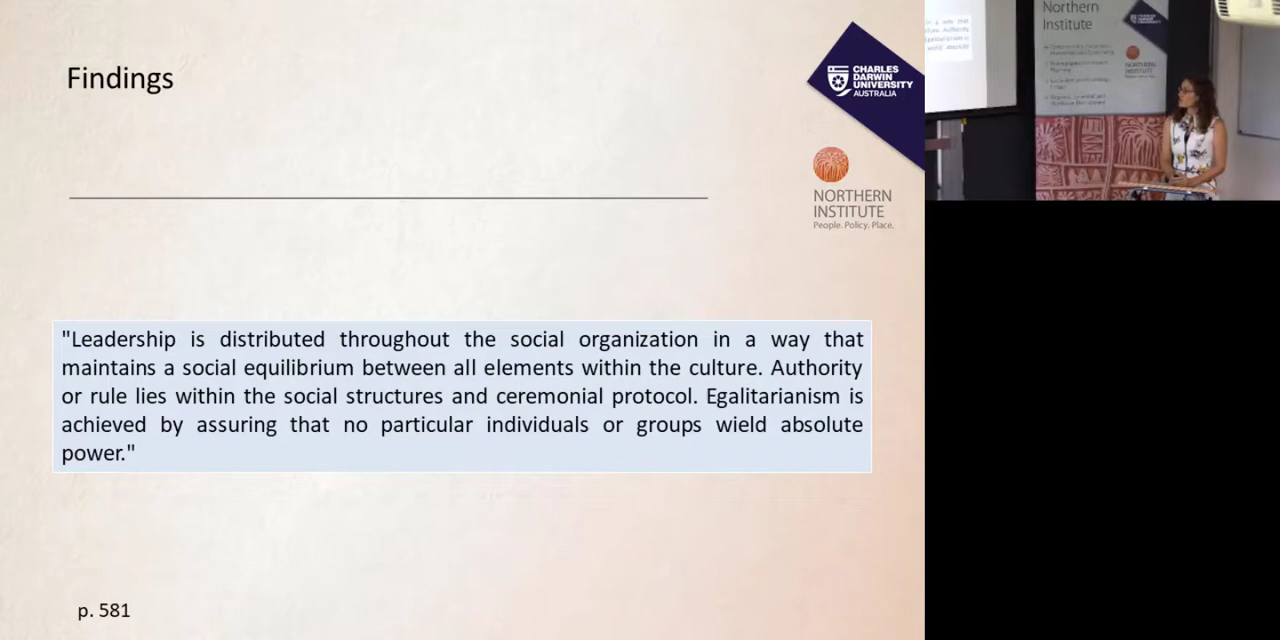 Findings
CHARLES
DARWIN
UNIVERSITY
AUSTRALIA
NORTHERN
INSTITUTE
People. Policy. Place.
"Leadership is distributed throughout the social organization in a way that
maintains a social equilibrium between all elements within the culture. Authority
or rule lies within the social structures and ceremonial protocol. Egalitarianism is
achieved by assuring that no particular individuals or groups wield absolute
power."
p. 581
Northern
Institute
NORTHERN
INSTITUTE